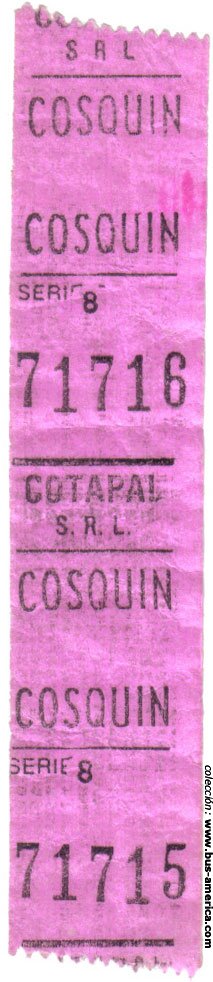 S R L
COSQUIN
COSQUIN
SERIE 8
71716
COTAPAL
S. R. L.
COSQUIN
COSQUIN
SERIE 8
71715
colección: www.bus-america.com